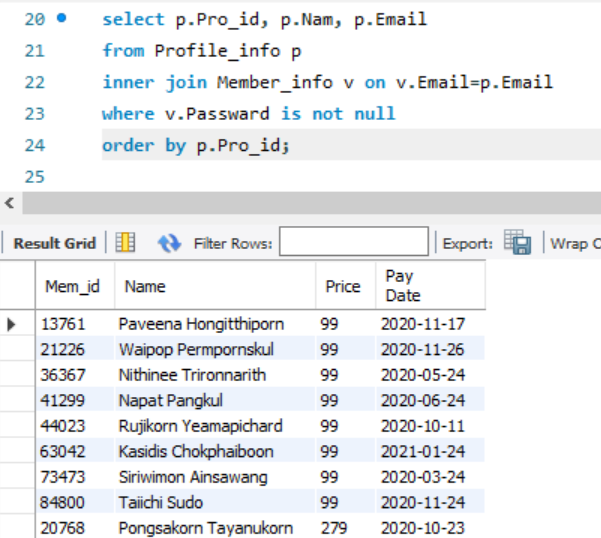 20 select p.Pro_id, p.Nam, p.Email
21 from Profile_info p
22 inner join Member_info v on v.Email=p.Email
23 where v.Passward is not null
24 order by p.Pro_id;
25
Result Grid Filter Rows: Export: Wrap C
Mem_id Name Price Pay Date
13761 Paveena Hongitthiporn 99 2020-11-17
21226 Waipop Permpornskul 99 2020-11-26
36367 Nithinee Trironnarith 99 2020-05-24
41299 Napat Pangkul 99 2020-06-24
44023 Rujikorn Yeamapichard 99 2020-10-11
63042 Kasidis Chokphaiboon 99 2021-01-24
73473 Siriwimon Ainsawang 99 2020-03-24
84800 Taiichi Sudo 99 2020-11-24
20768 Pongsakorn Tayanukorn 279 2020-10-23